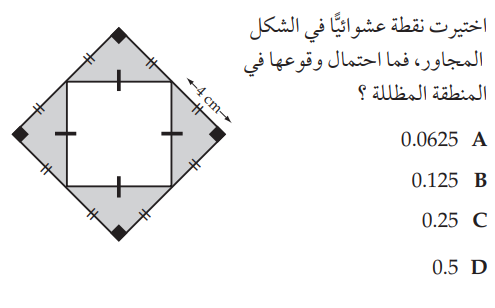 اختيرت نقطة عشوائيًّا في الشكل
المجاور، فما احتمال وقوعها في
المنطقة المظللة ؟
4 cm
0.0625 A
0.125 B
0.25 C
0.5 D